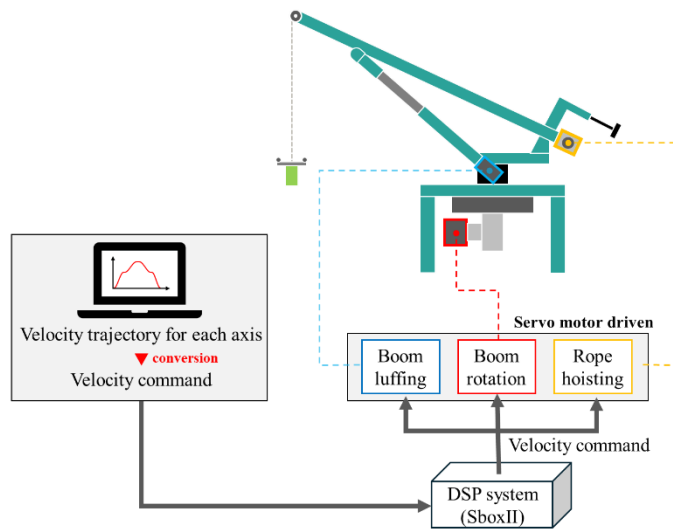 Velocity trajectory for each axis
conversion
Velocity command
Servo motor driven
Boom
luffing
Boom
rotation
Rope
hoisting
Velocity command
DSP system
(SboxII)